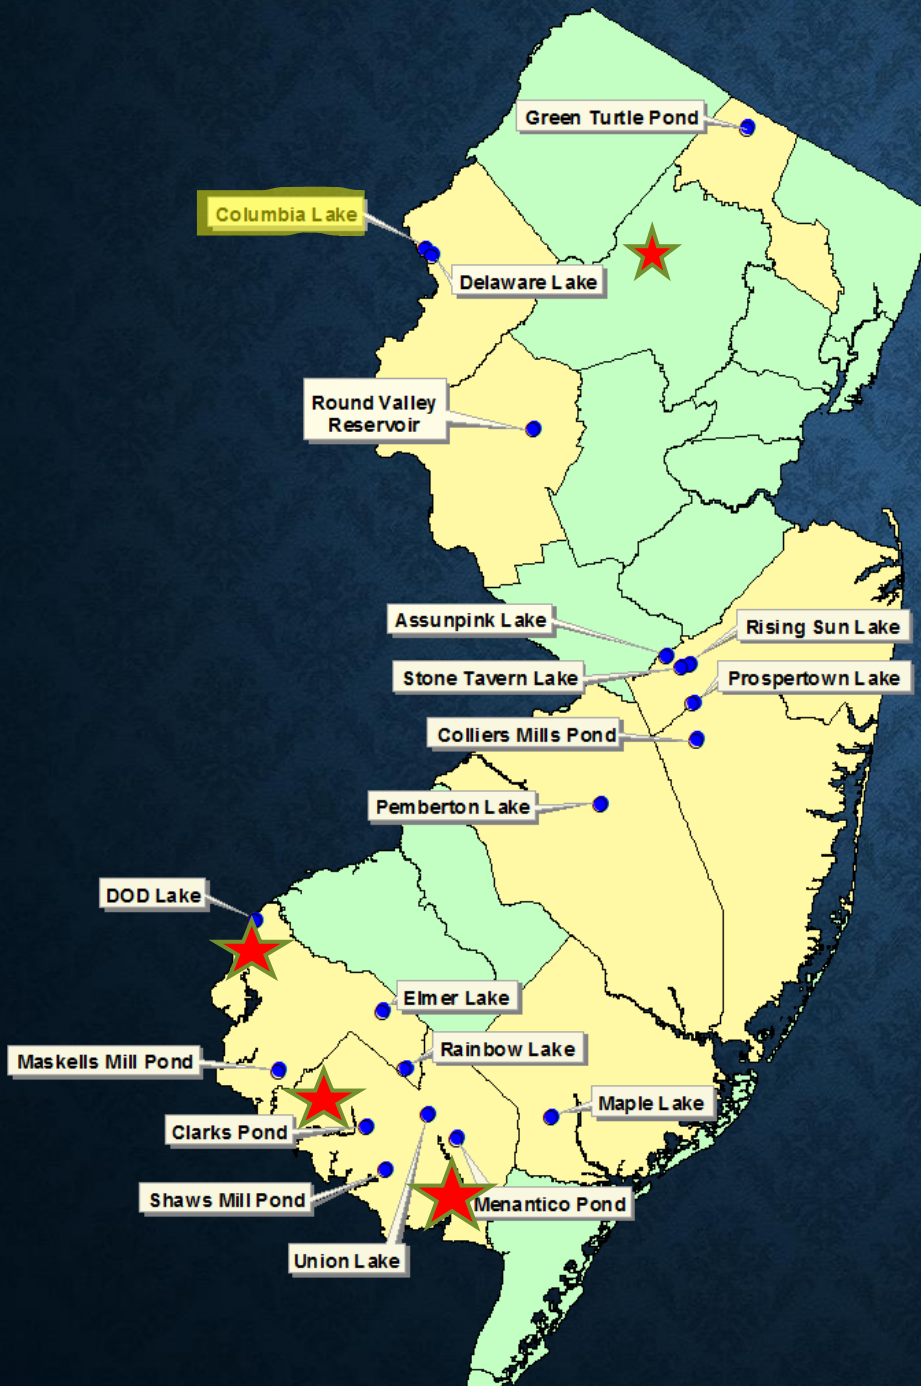 Green Turtle Pond
Columbia Lake
Delaware Lake
Round Valley
Reservoir
Assunpink Lake
Rising Sun Lake
Stone Tavern Lake
Prospertown Lake
Colliers Mills Pond
Pemberton Lake
DOD Lake
Elmer Lake
Rainbow Lake
Maskells Mill Pond
Maple Lake
Clarks Pond
Shaws Mill Pond
Menantico Pond
Union Lake